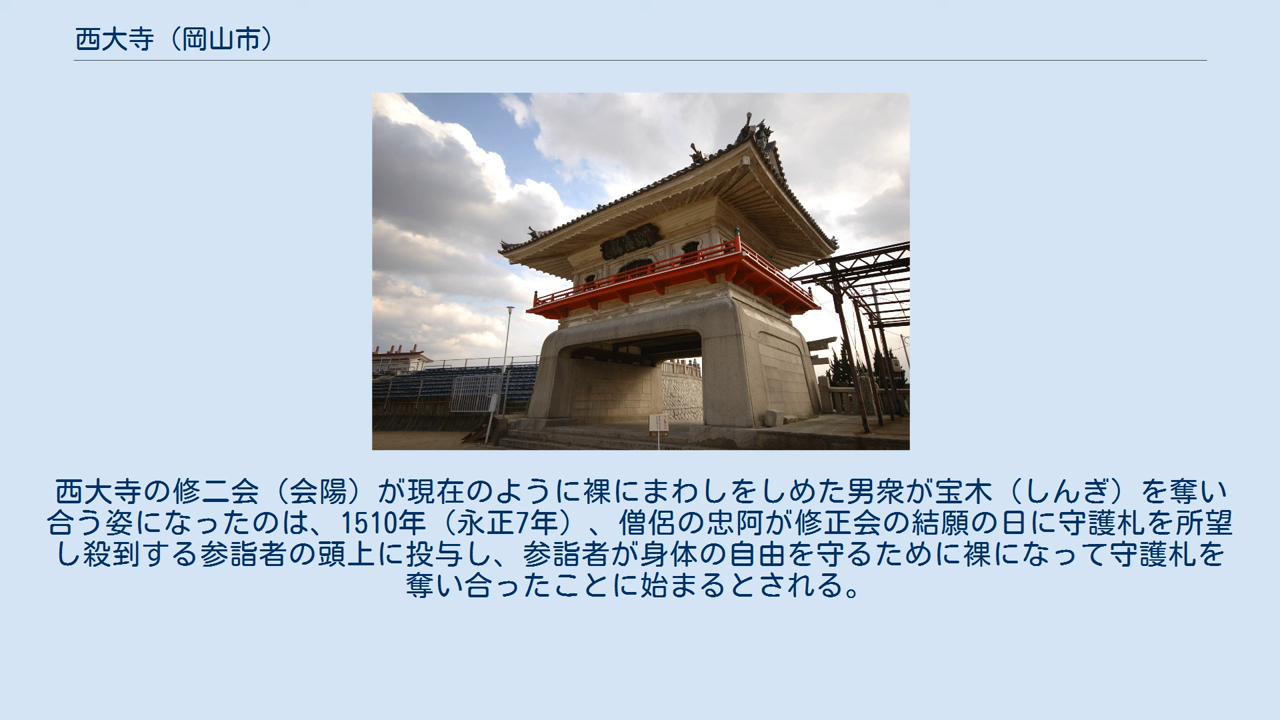 西大寺（岡山市）
西大寺の修二会（会陽）が現在のように裸にまわしをしめた男衆が宝木（しんぎ）を奪い
合う姿になったのは、1510年（永正7年）、僧侶の忠阿が修正会の結願の日に守護札を所望
し殺到する参詣者の頭上に投与し、参詣者が身体の自由を守るために裸になって守護札を
奪い合ったことに始まるとされる。